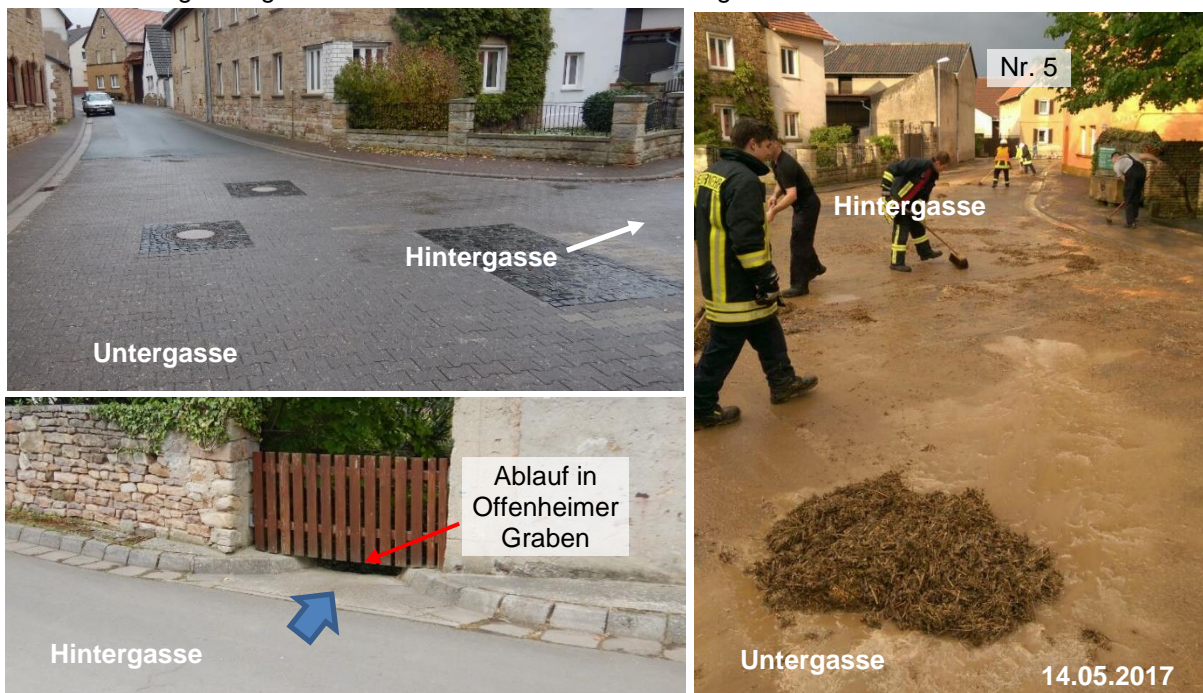 Hintergasse
Untergasse
Ablauf in
Offenheimer
Graben
Hintergasse
Nr. 5
Hintergasse
Untergasse
14.05.2017